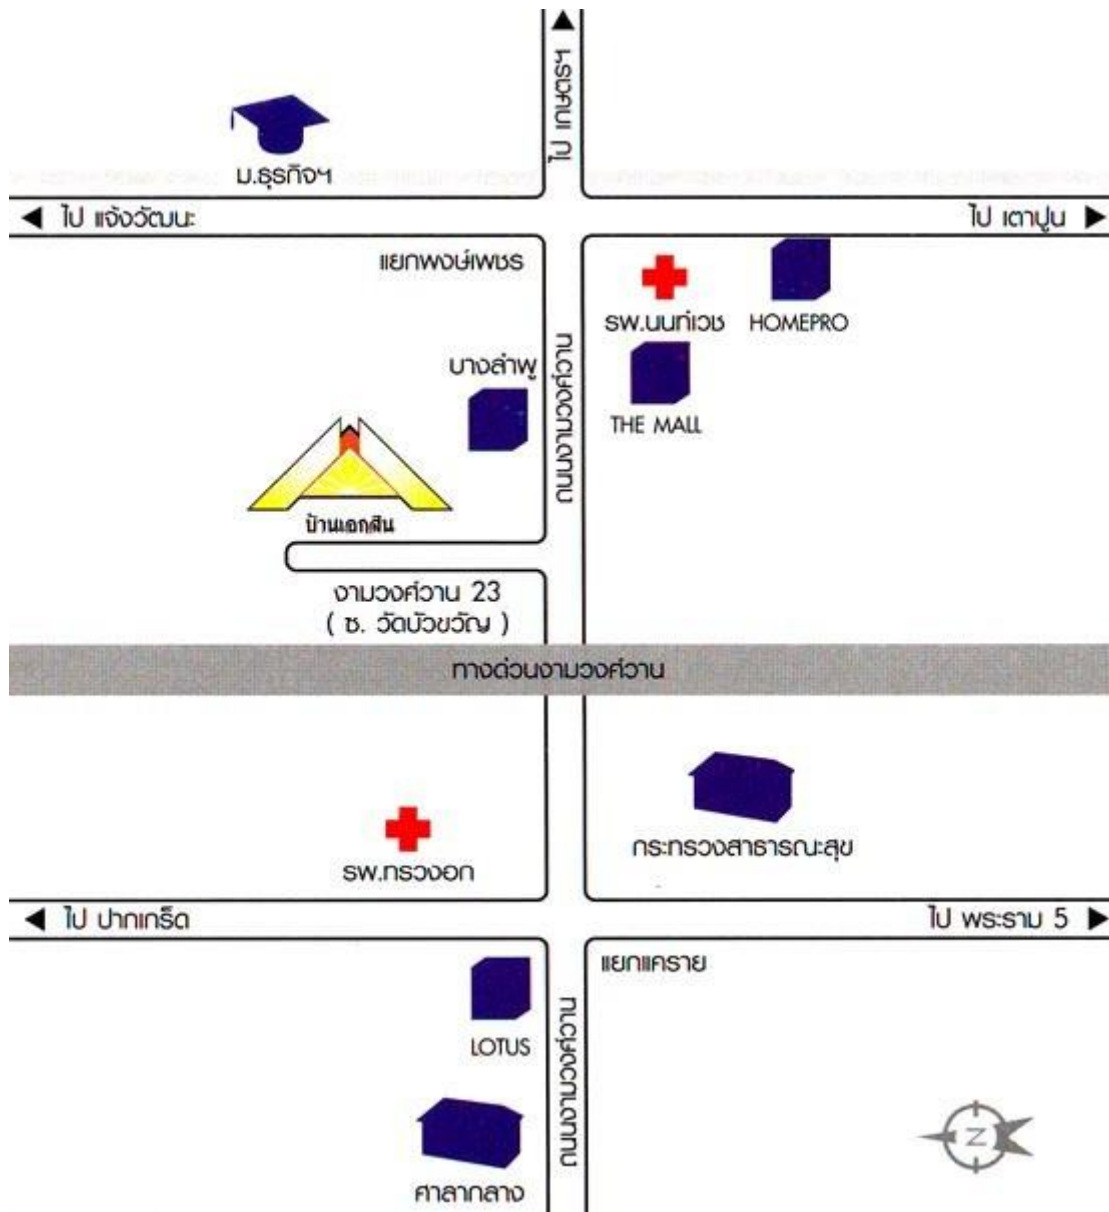 ไป เกษตรฯ
ม.ธุรกิจฯ
ไป แจ้งวัฒนะ
ไป เตาปูน
แยกพงษ์เพชร
รพ.นนท์เวช
HOMEPRO
ถนนงามวงศ์วาน
บางลำพู
THE MALL
บ้านเอกสิน
งามวงศ์วาน 23
( ซ. วัดบัวขวัญ )
ทางด่วนงามวงศ์วาน
กระทรวงสาธารณะสุข
รพ.ทรวงอก
ไป ปากเกร็ด
ไป พระราม 5
แยกแคราย
LOTUS
ถนนงามวงศ์วาน
ศาลากลาง
Z